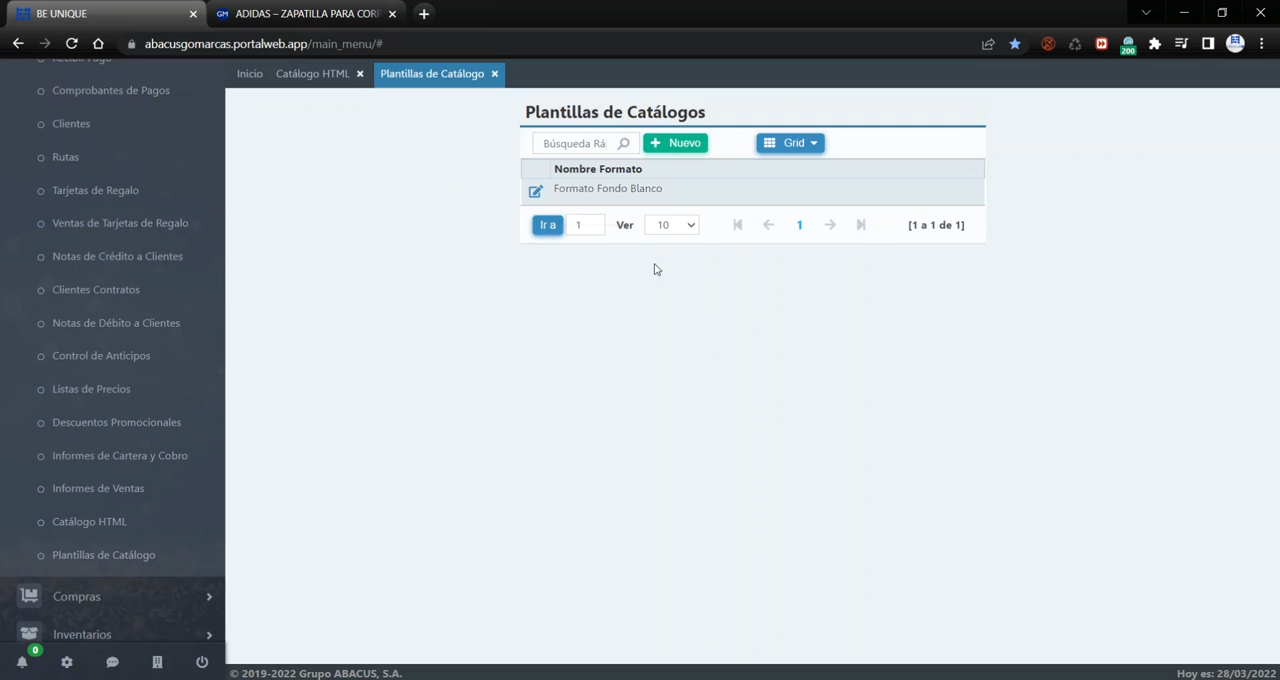 BE UNIQUE
GM ADIDAS – ZAPATILLA PARA CORR
abacusgomarcas.portalweb.app/main_menu/#
200
Recibir Pago
Comprobantes de Pagos
Clientes
Rutas
Tarjetas de Regalo
Ventas de Tarjetas de Regalo
Notas de Crédito a Clientes
Clientes Contratos
Notas de Débito a Clientes
Control de Anticipos
Listas de Precios
Descuentos Promocionales
Informes de Cartera y Cobro
Informes de Ventas
Catálogo HTML
Plantillas de Catálogo
Compras
Inventarios
0
Inicio Catálogo HTML Plantillas de Catálogo
Plantillas de Catálogos
Búsqueda Rá Nuevo Grid
Nombre Formato
Formato Fondo Blanco
Ir a 1 Ver 10 1 [1 a 1 de 1]
© 2019-2022 Grupo ABACUS, S.A. Hoy es: 28/03/2022